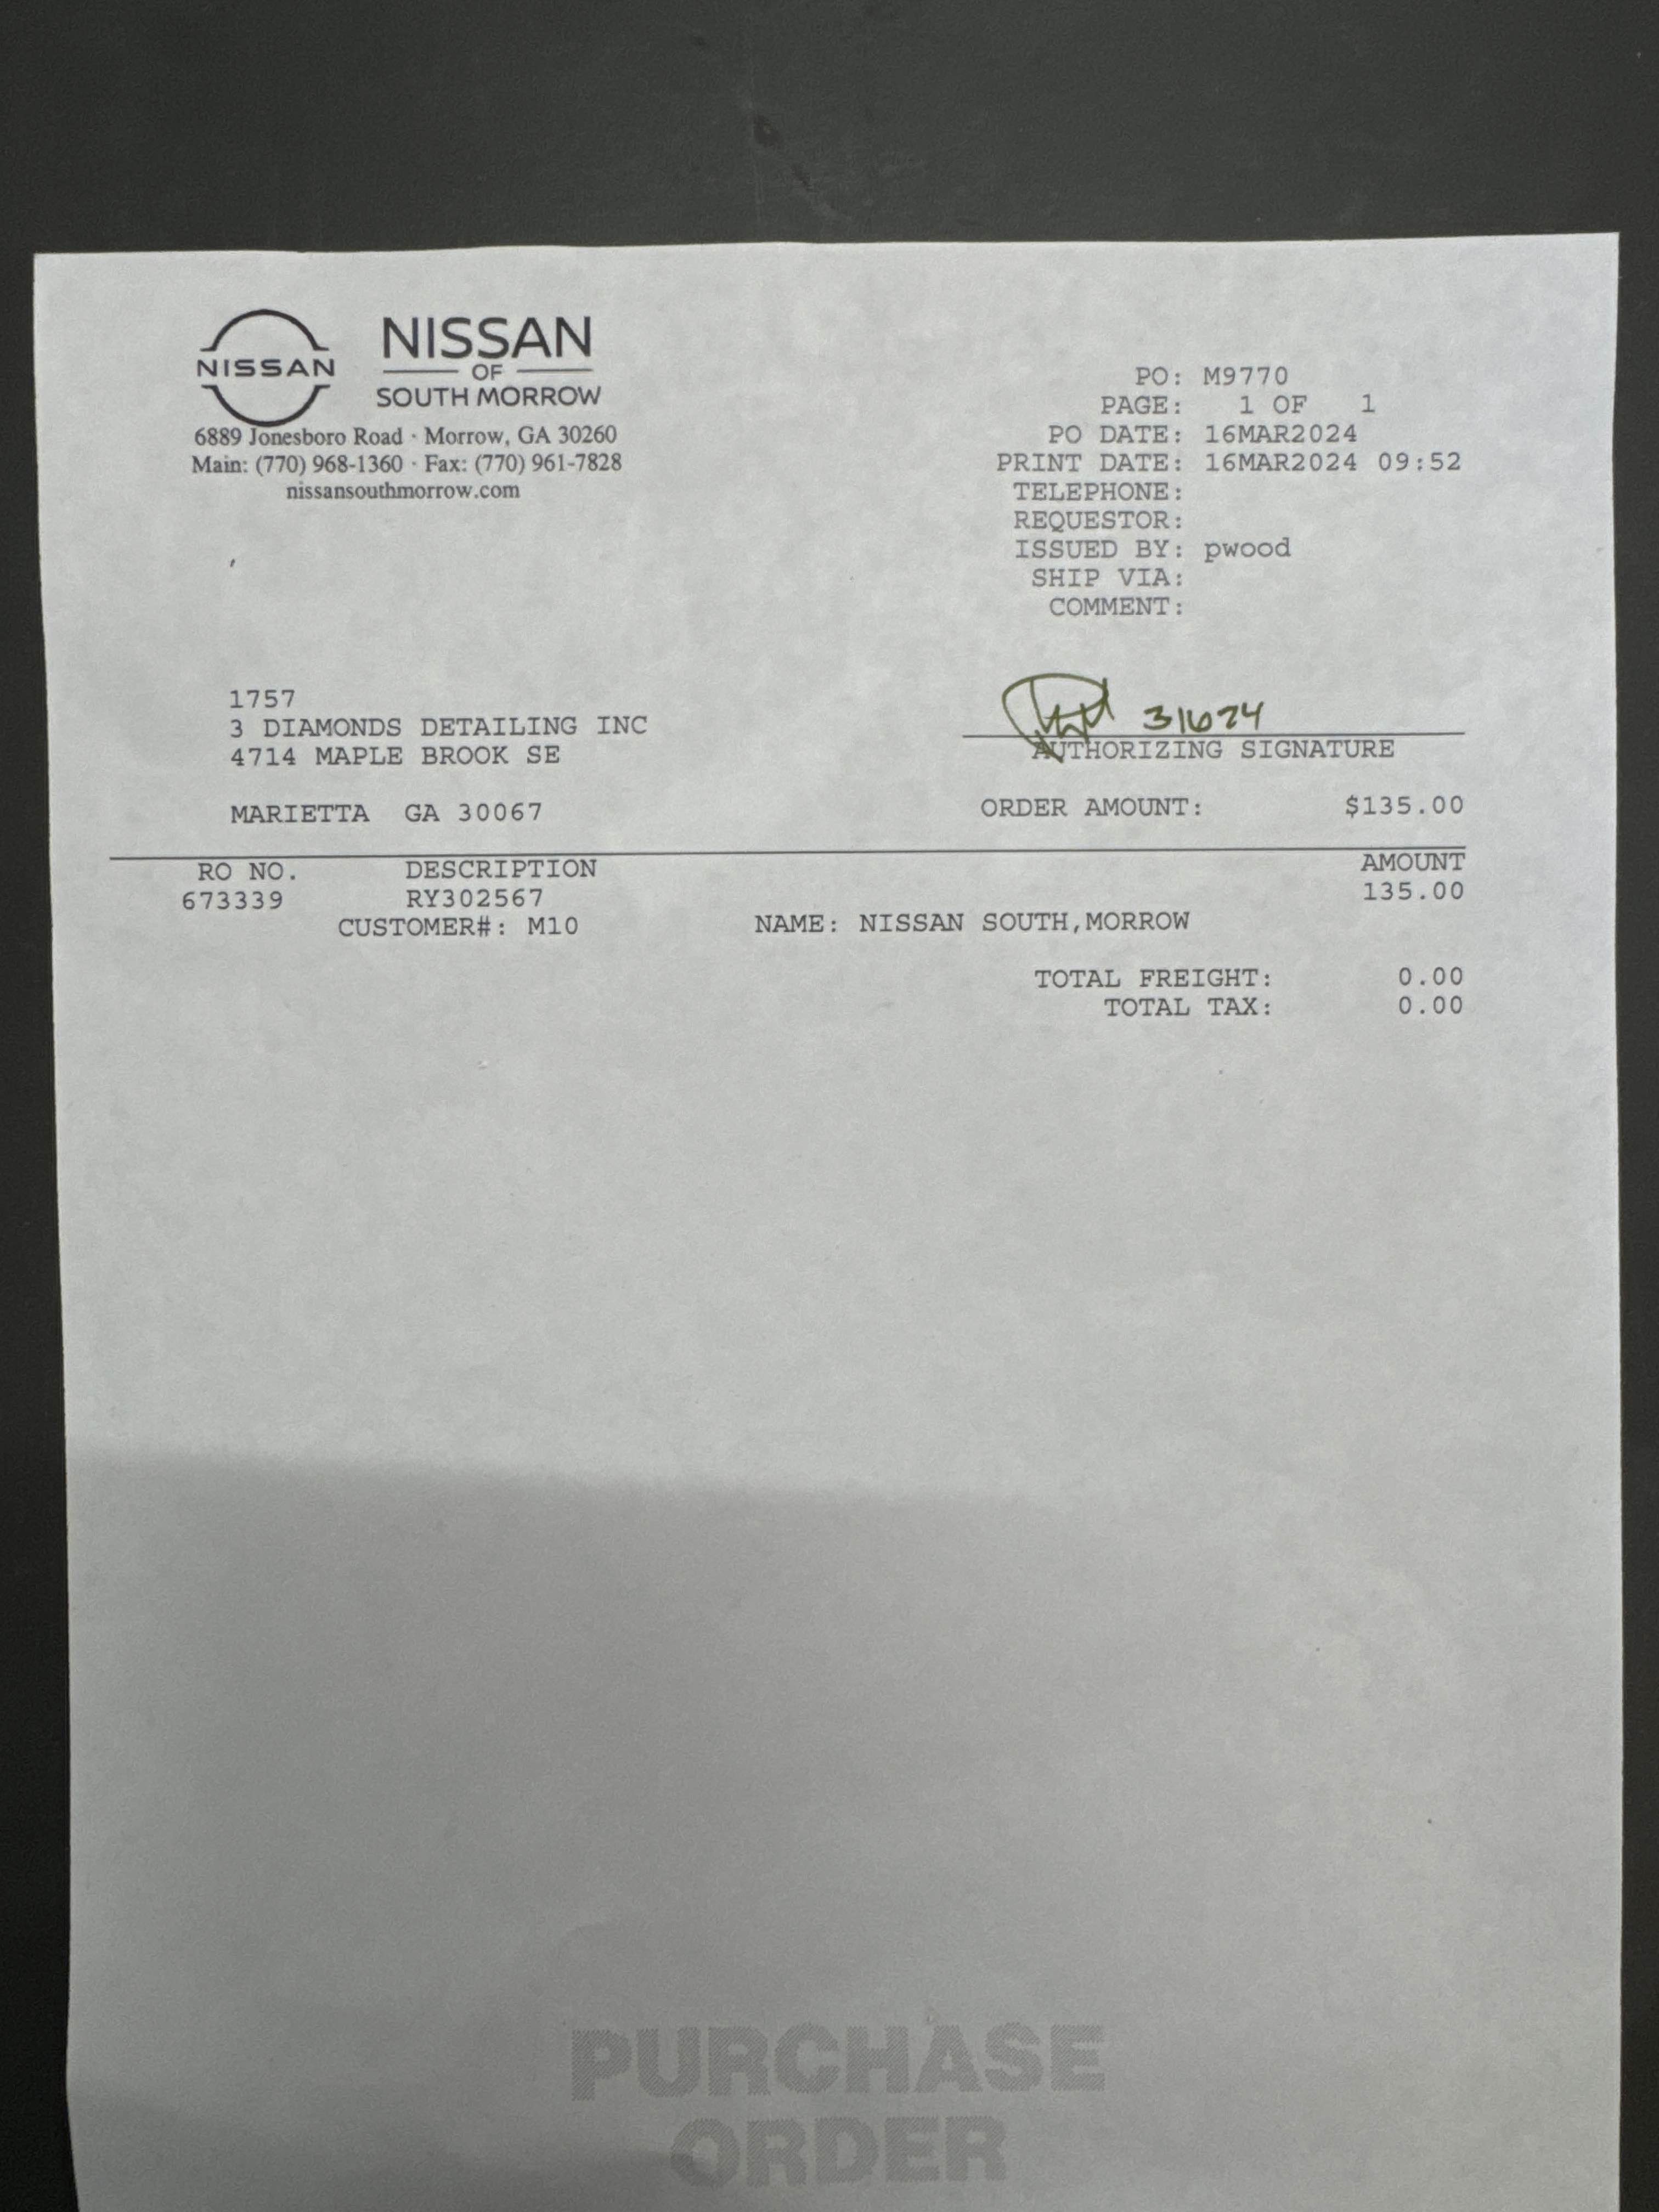 NISSAN
NISSAN
OF
SOUTH MORROW
6889 Jonesboro Road · Morrow, GA 30260
Main: (770) 968-1360 · Fax: (770) 961-7828
nissansouthmorrow.com
PO: M9770
PAGE: 1 OF 1
PO DATE: 16MAR2024
PRINT DATE: 16MAR2024 09:52
TELEPHONE:
REQUESTOR:
ISSUED BY: pwood
SHIP VIA:
COMMENT:
1757
3 DIAMONDS DETAILING INC
4714 MAPLE BROOK SE
MARIETTA GA 30067
31624
AUTHORIZING SIGNATURE
ORDER AMOUNT: $135.00
RO NO. DESCRIPTION AMOUNT
673339 RY302567 135.00
CUSTOMER#: M10 NAME: NISSAN SOUTH,MORROW
TOTAL FREIGHT: 0.00
TOTAL TAX: 0.00
PURCHASE
ORDER